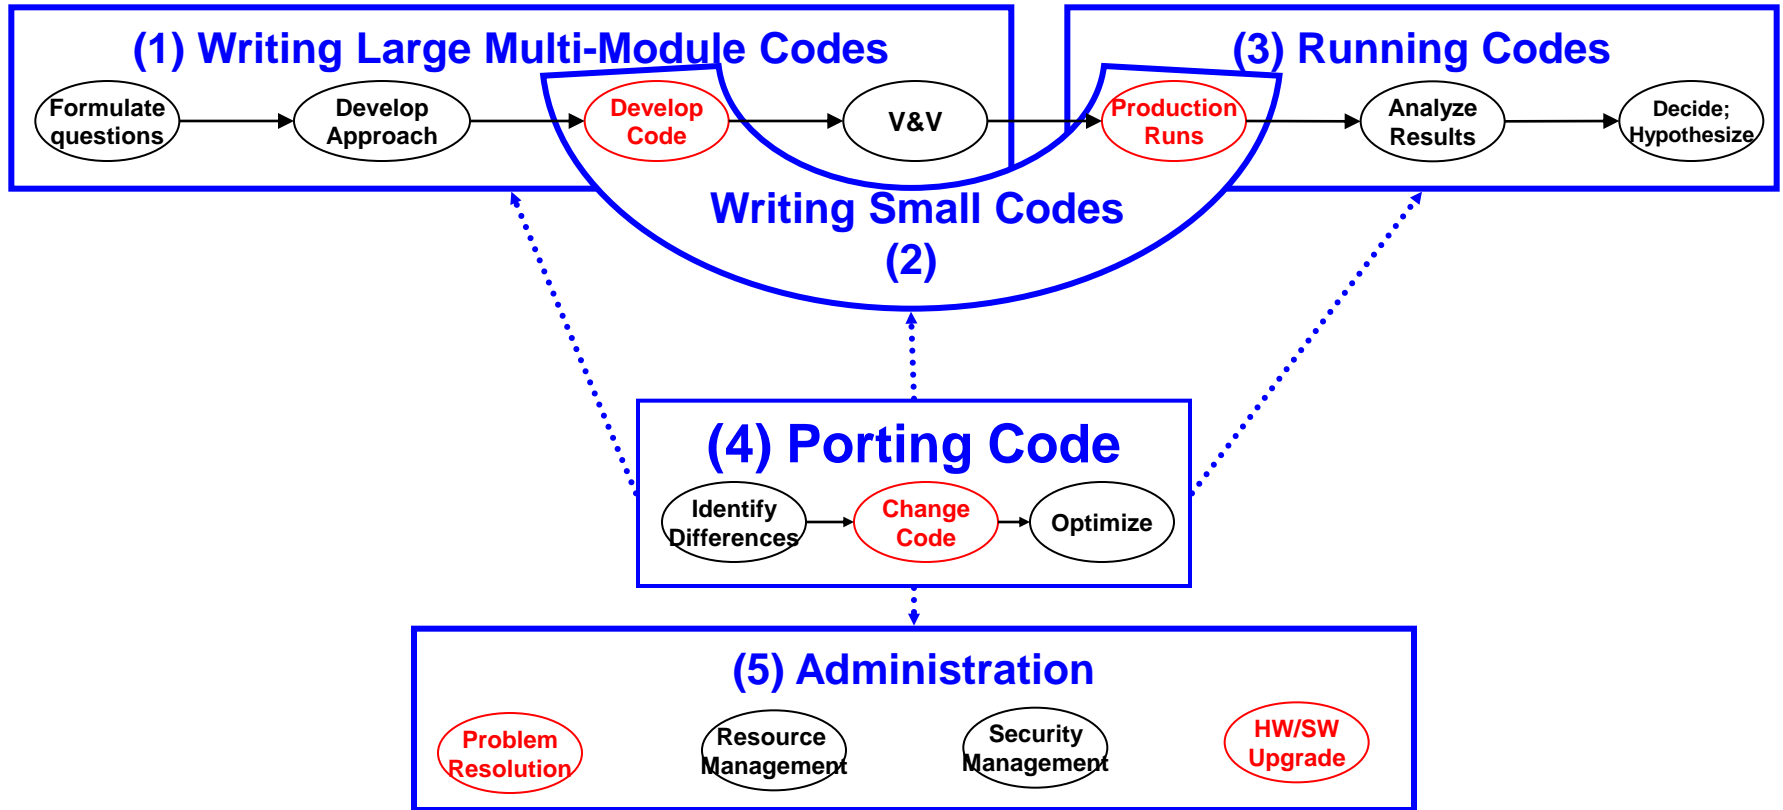 (1) Writing Large Multi-Module Codes
(3) Running Codes
Formulate
questions
Develop
Approach
Develop
Code
V&V
Production
Runs
Analyze
Results
Decide;
Hypothesize
Writing Small Codes
(2)
(4) Porting Code
Identify
Differences
Change
Code
Optimize
(5) Administration
Problem
Resolution
Resource
Management
Security
Management
HW/SW
Upgrade